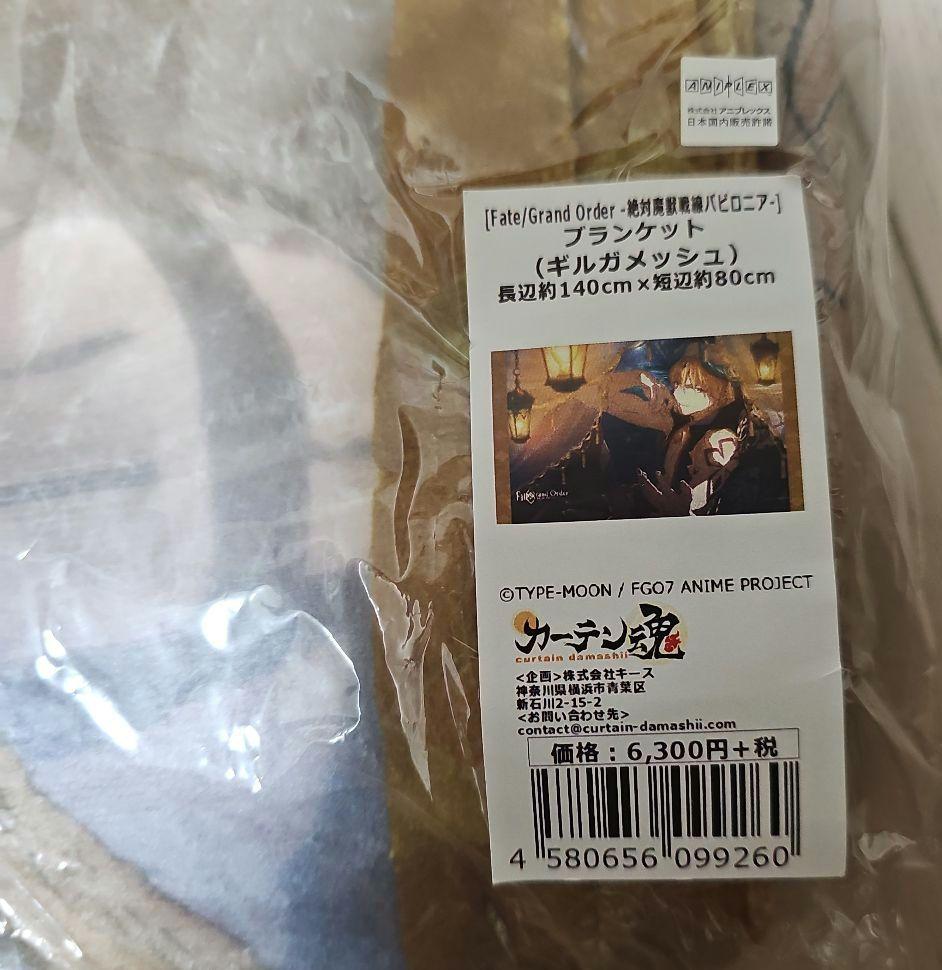 ANIPLEX
株式会社 アニプレックス
日本国内販売許諾
[Fate/Grand Order -絶対魔獣戦線バビロニア-]
ブランケット
(ギルガメッシュ)
長辺約140cm×短辺約80cm
Fate Grand Order
©TYPE-MOON / FGO7 ANIME PROJECT
カーテン魂
curtain damashii
<企画>株式会社キース
神奈川県横浜市青葉区
新石川2-15-2
<お問い合わせ先>
contact@curtain-damashii.com
価格:6,300円+税
4 580656 099260